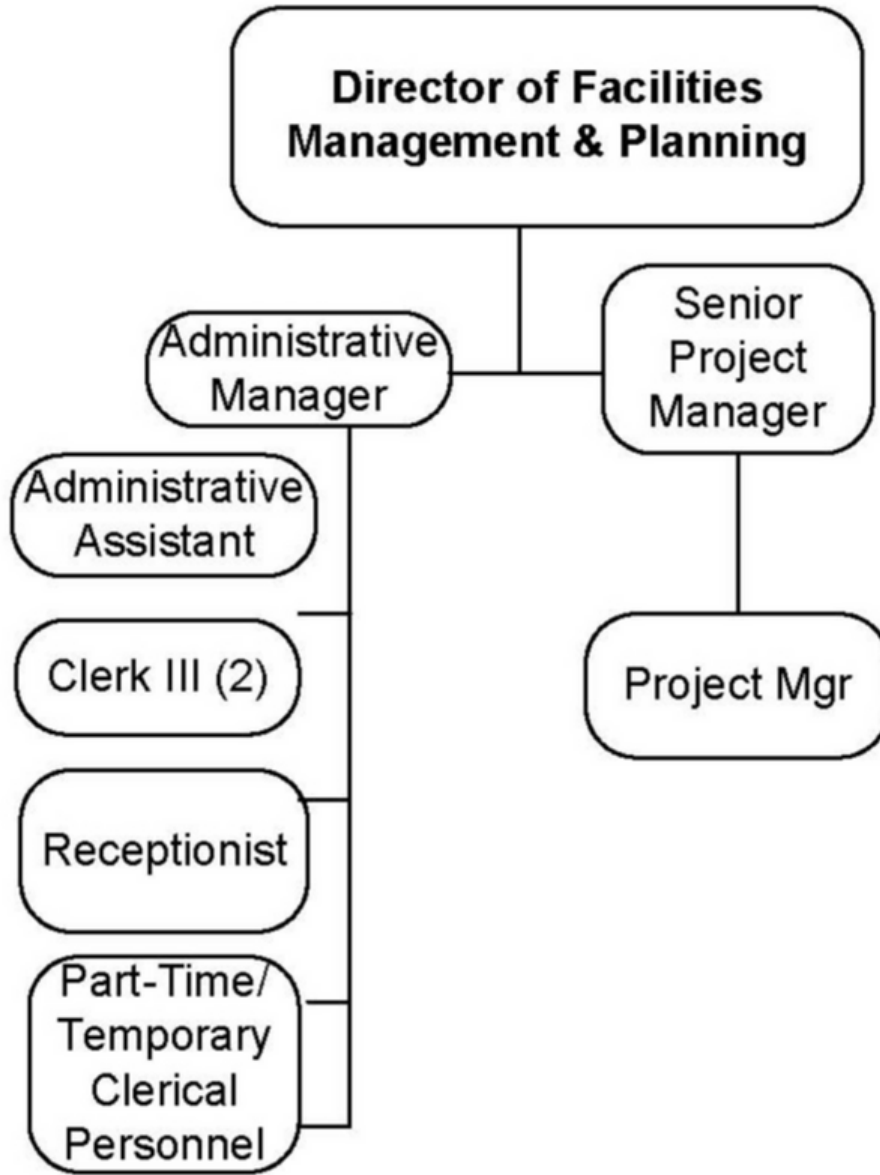 Director of Facilities
Management & Planning
Administrative
Manager
Senior
Project
Manager
Administrative
Assistant
Clerk III (2)
Project Mgr
Receptionist
Part-Time/
Temporary
Clerical
Personnel